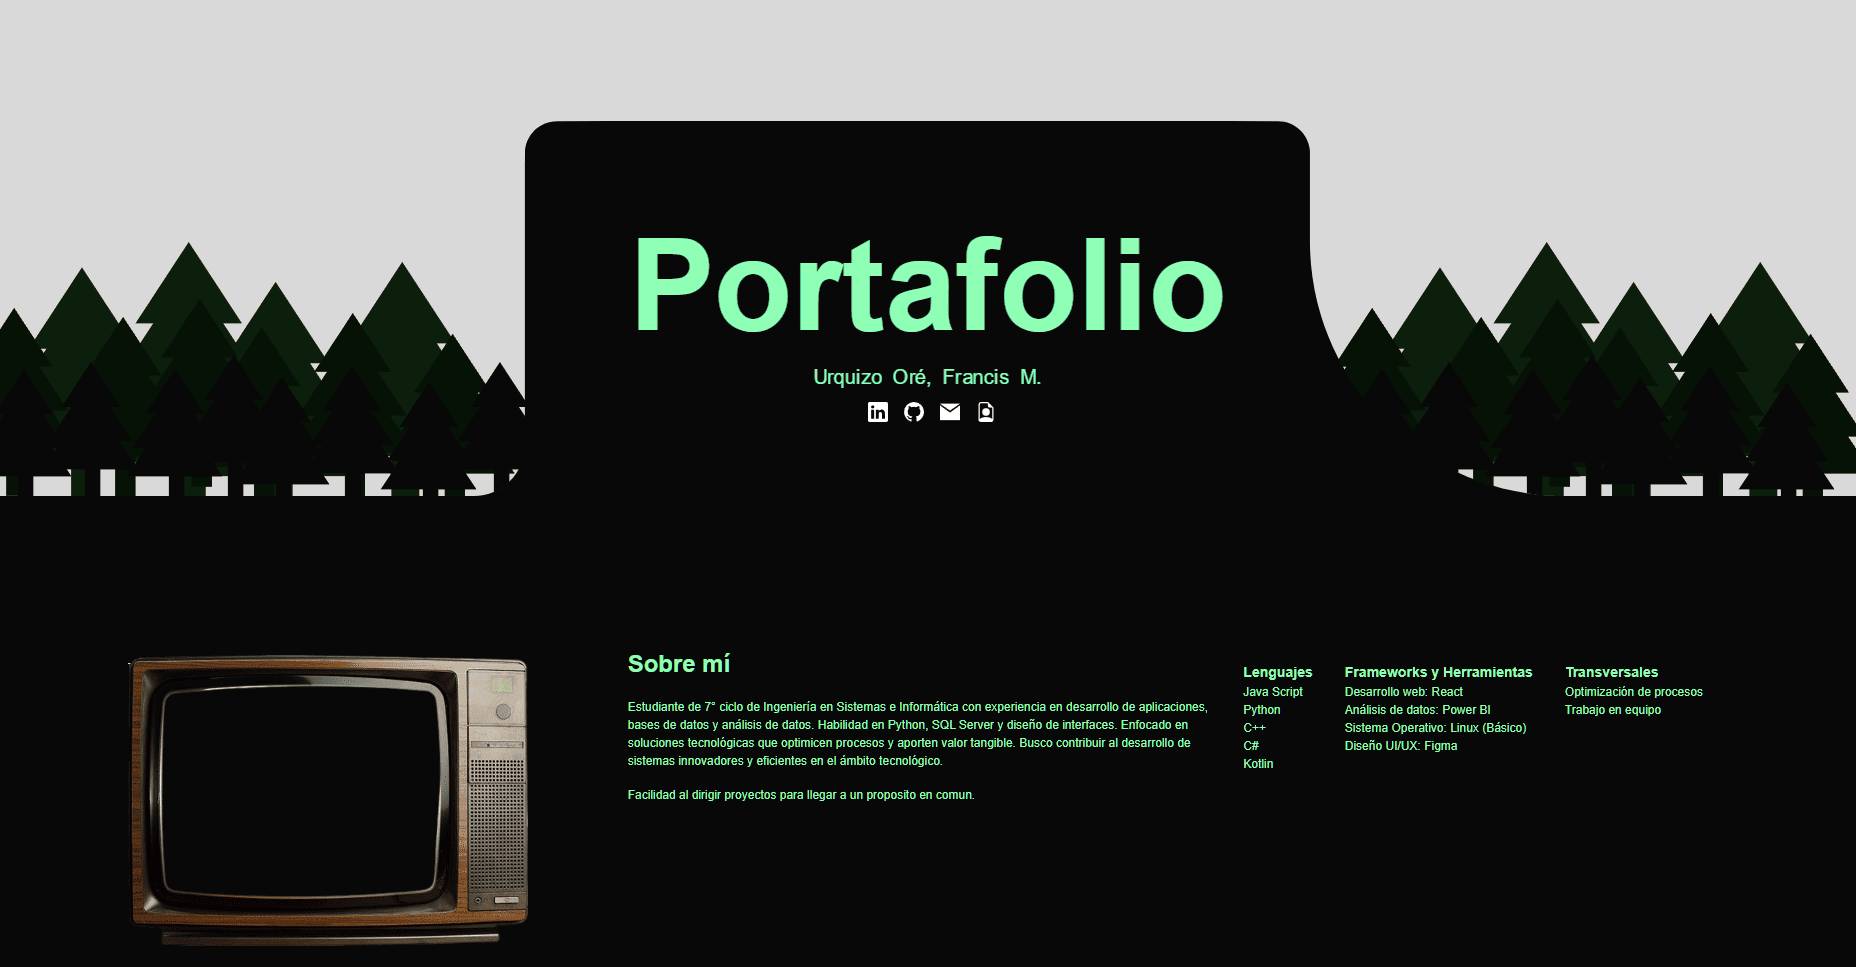 Portafolio
Urquizo Oré, Francis M.
Sobre mí
Estudiante de 7° ciclo de Ingeniería en Sistemas e Informática con experiencia en desarrollo de aplicaciones,
bases de datos y análisis de datos. Habilidad en Python, SQL Server y diseño de interfaces. Enfocado en
soluciones tecnológicas que optimicen procesos y aporten valor tangible. Busco contribuir al desarrollo de
sistemas innovadores y eficientes en el ámbito tecnológico.
Facilidad al dirigir proyectos para llegar a un proposito en comun.
Lenguajes
Java Script
Python
C++
C#
Kotlin
Frameworks y Herramientas
Desarrollo web: React
Análisis de datos: Power BI
Sistema Operativo: Linux (Básico)
Diseño UI/UX: Figma
Transversales
Optimización de procesos
Trabajo en equipo